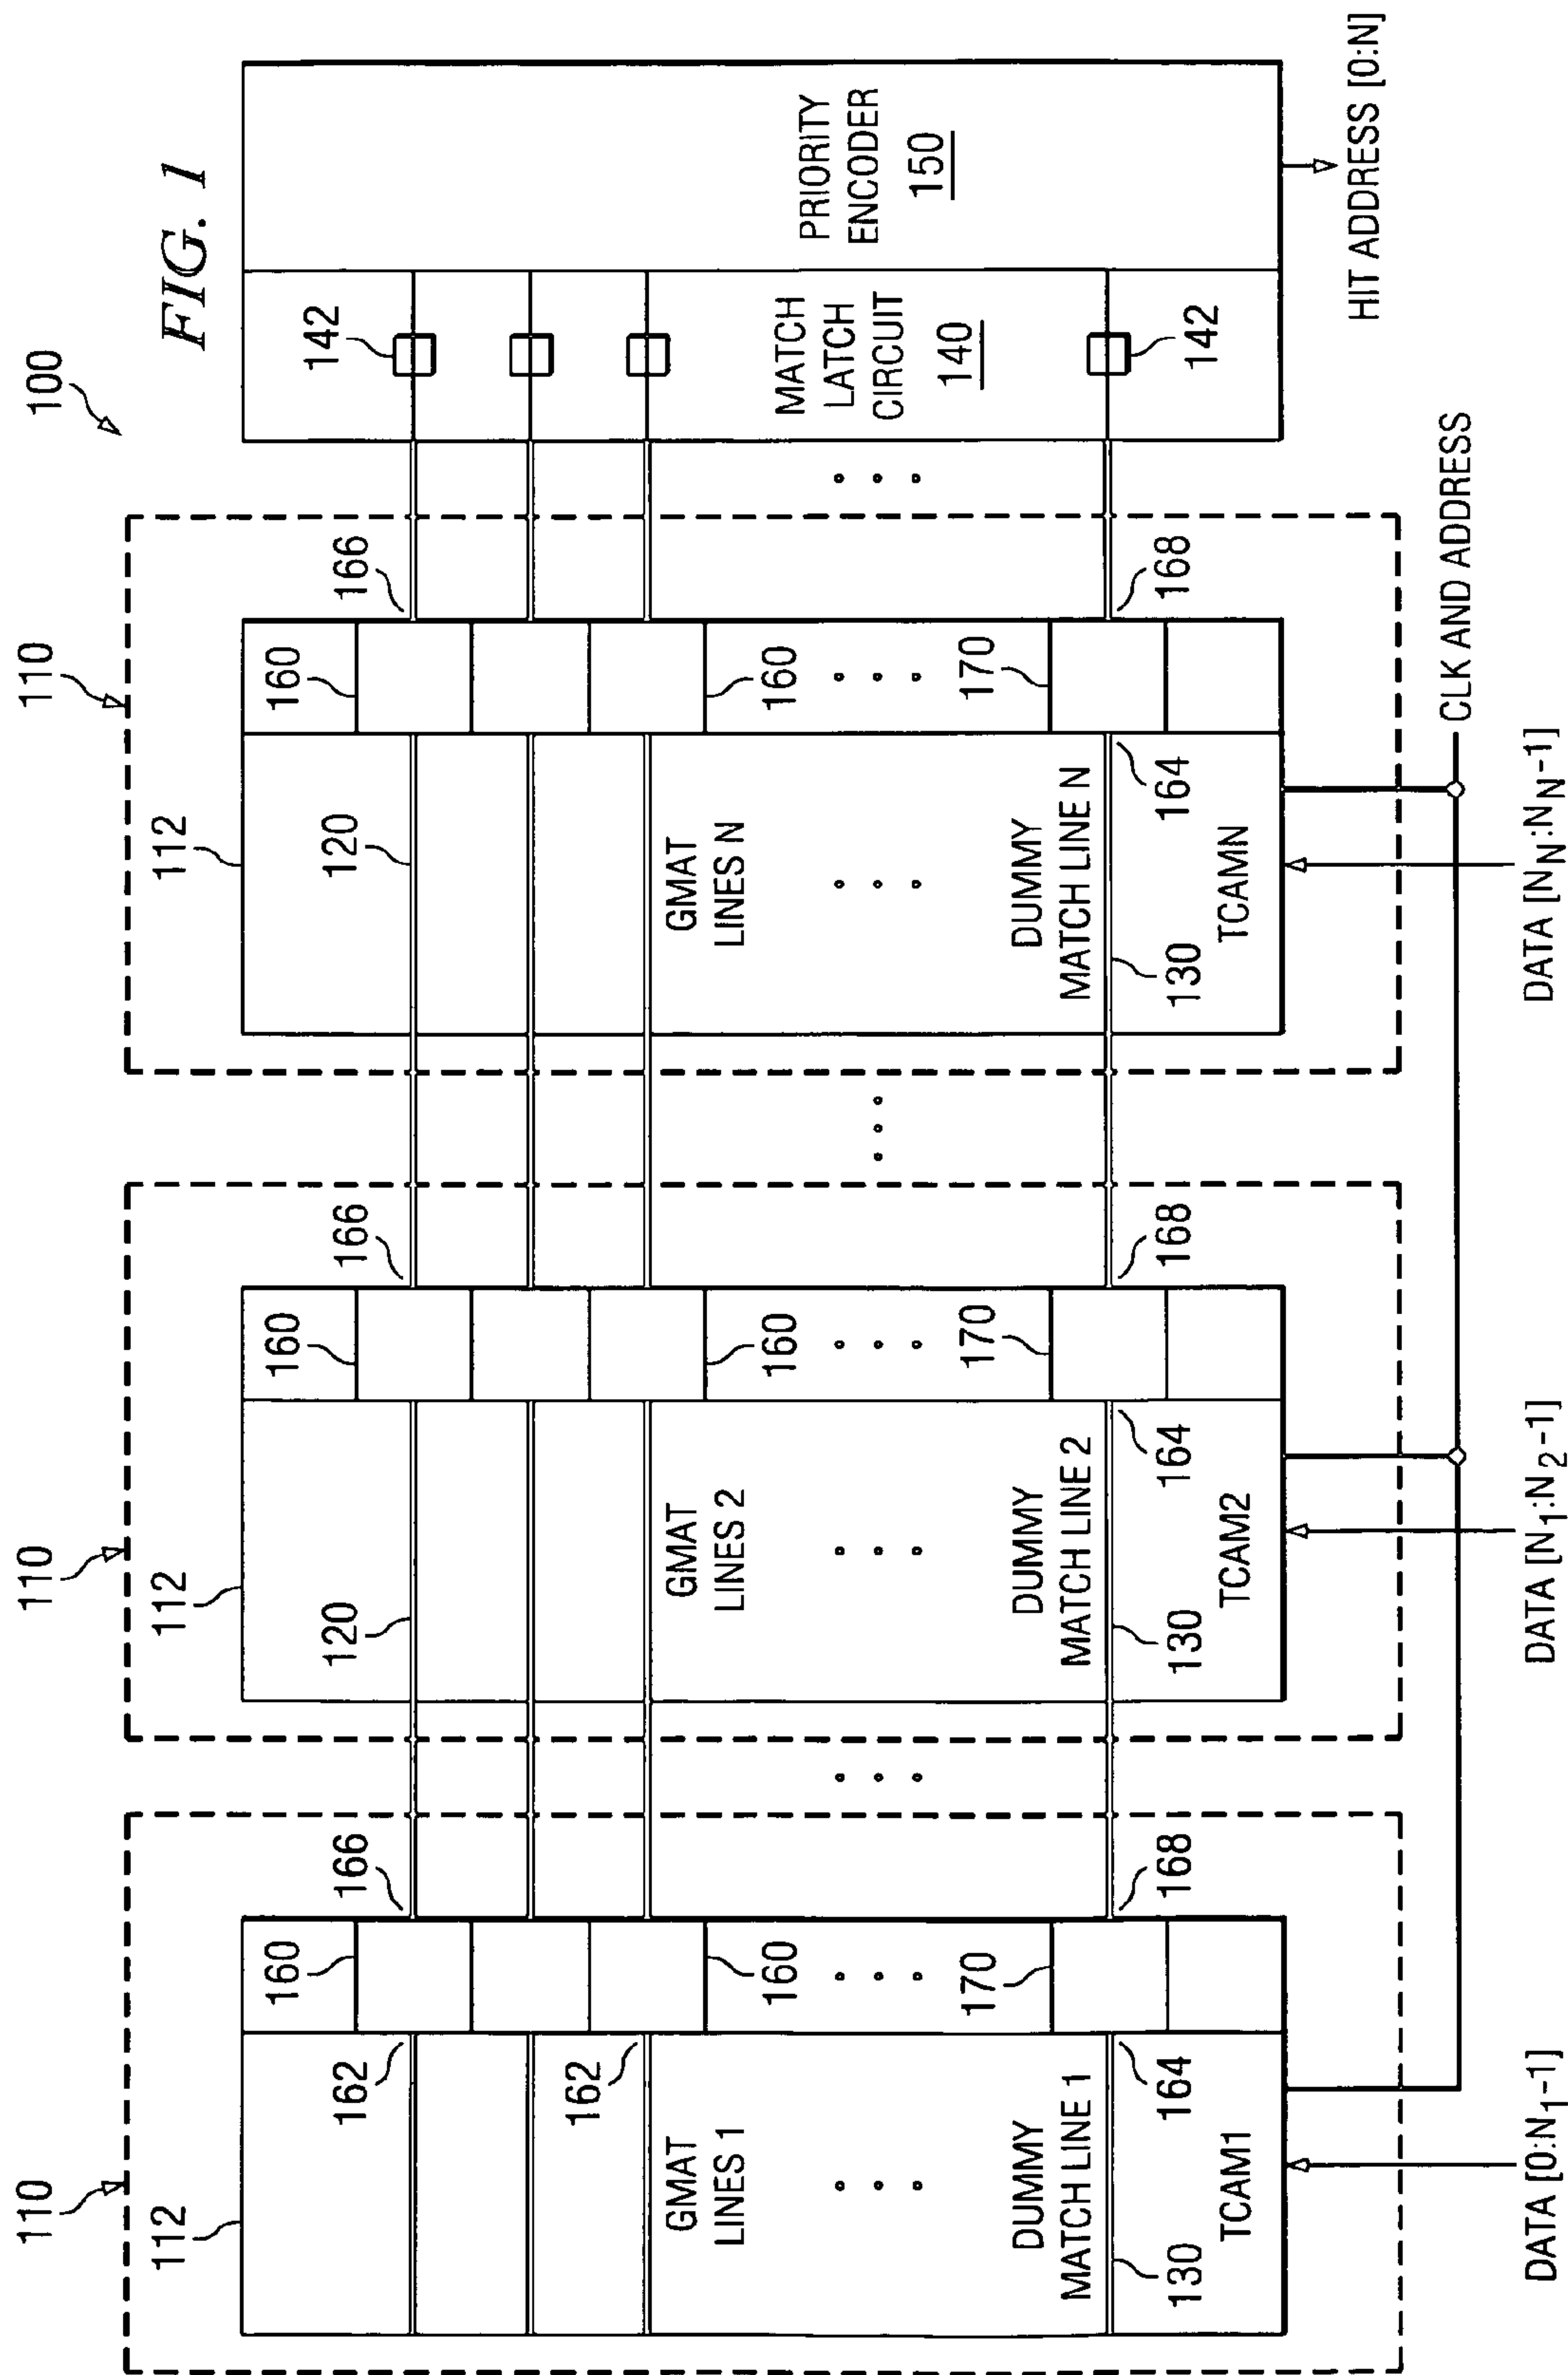 FIG. 1
100
110
110
110
112
112
112
160
160
160
142
162
166
120
166
120
166
162
GMAT
LINES 1
GMAT
LINES 2
GMAT
LINES N
160
160
160
MATCH
LATCH
CIRCUIT
140
PRIORITY
ENCODER
150
170
170
170
DUMMY
MATCH LINE 1
DUMMY
MATCH LINE 2
DUMMY
MATCH LINE N
130
164
168
130
164
168
130
164
168
142
TCAM1
TCAM2
TCAMN
HIT ADDRESS [0:N]
CLK AND ADDRESS
DATA [0:N1-1]
DATA [N1:N2-1]
DATA [NN:NN-1]